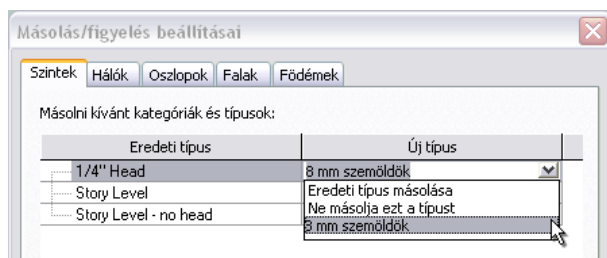 Másolás/figyelés beállításai
Szintek Hálók Oszlopok Falak Födémek
Másolni kívánt kategóriák és típusok:
Eredeti típus Új típus
1/4" Head 8 mm szemöldök
Story Level Eredeti típus másolása
Story Level - no head Ne másolja ezt a típust
8 mm szemöldök